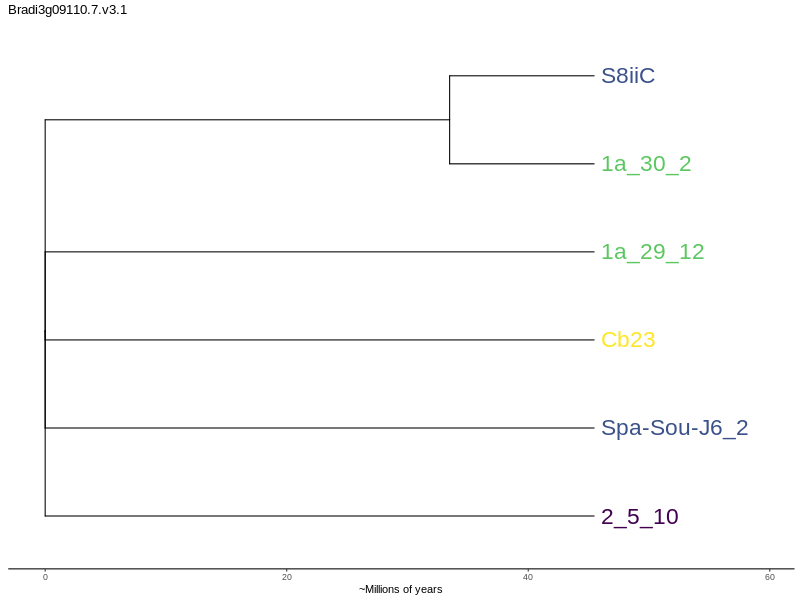 Bradi3g09110.7.v3.1
S8iiC
1a_30_2
1a_29_12
Cb23
Spa-Sou-J6_2
2_5_10
0 20 40 60
~Millions of years